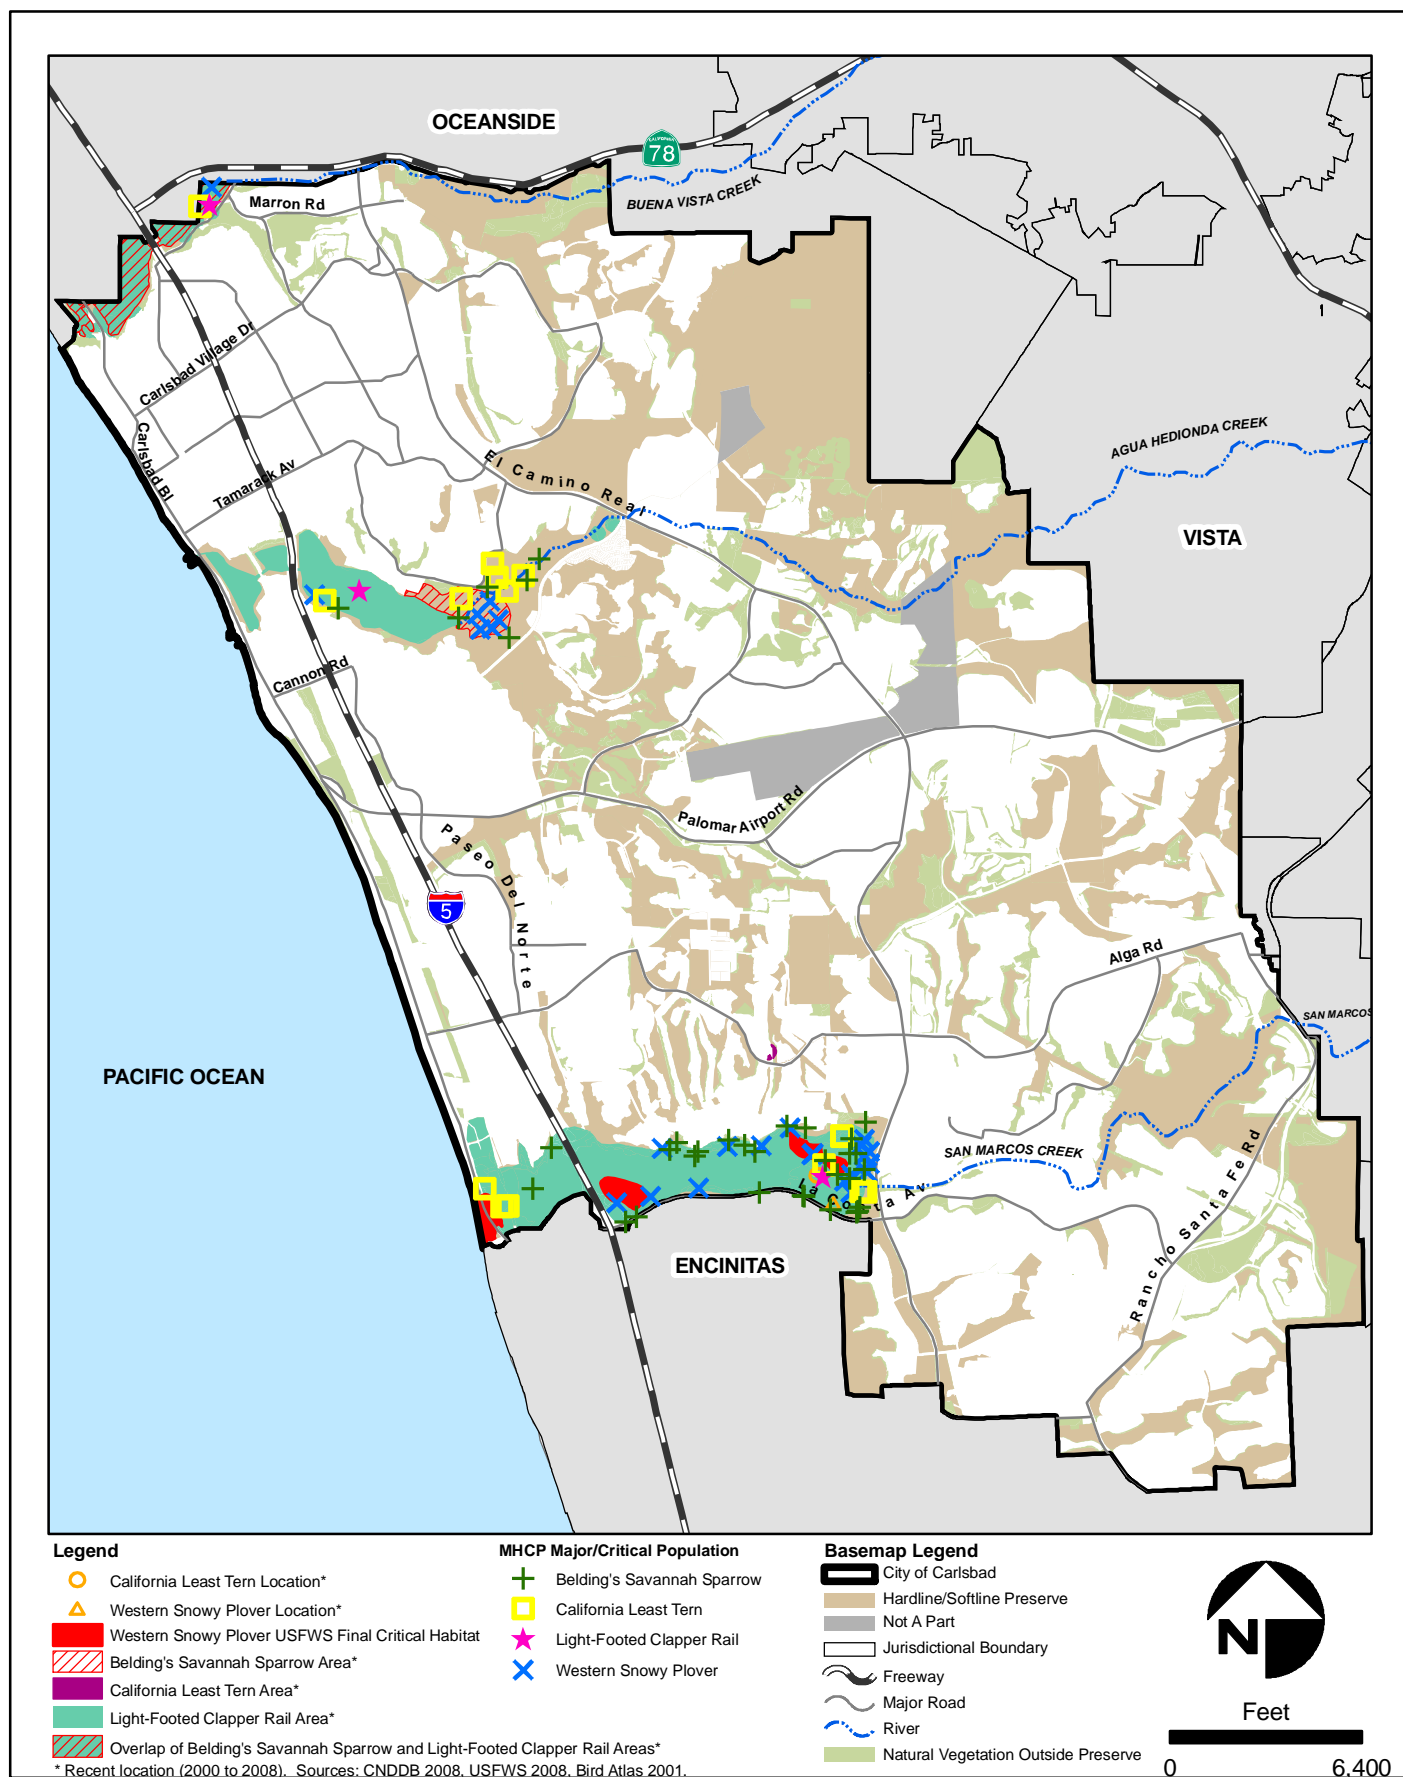 OCEANSIDE
CALIFORNIA
78
BUENA VISTA CREEK
Marron Rd
Carlsbad Village Dr
Carlsbad Bl
Tamarack Av
El Camino Real
AGUA HEDIONDA CREEK
VISTA
Cannon Rd
Palomar Airport Rd
Paseo Del Norte
5
Alga Rd
SAN MARCOS
PACIFIC OCEAN
SAN MARCOS CREEK
La Costa Av
Rancho Santa Fe Rd
ENCINITAS
Legend
California Least Tern Location*
Western Snowy Plover Location*
Western Snowy Plover USFWS Final Critical Habitat
Belding's Savannah Sparrow Area*
California Least Tern Area*
Light-Footed Clapper Rail Area*
Overlap of Belding's Savannah Sparrow and Light-Footed Clapper Rail Areas*
* Recent location (2000 to 2008). Sources: CNDDB 2008, USFWS 2008, Bird Atlas 2001.
MHCP Major/Critical Population
Belding's Savannah Sparrow
California Least Tern
Light-Footed Clapper Rail
Western Snowy Plover
Basemap Legend
City of Carlsbad
Hardline/Softline Preserve
Not A Part
Jurisdictional Boundary
Freeway
Major Road
River
Natural Vegetation Outside Preserve
N
Feet
0 6,400